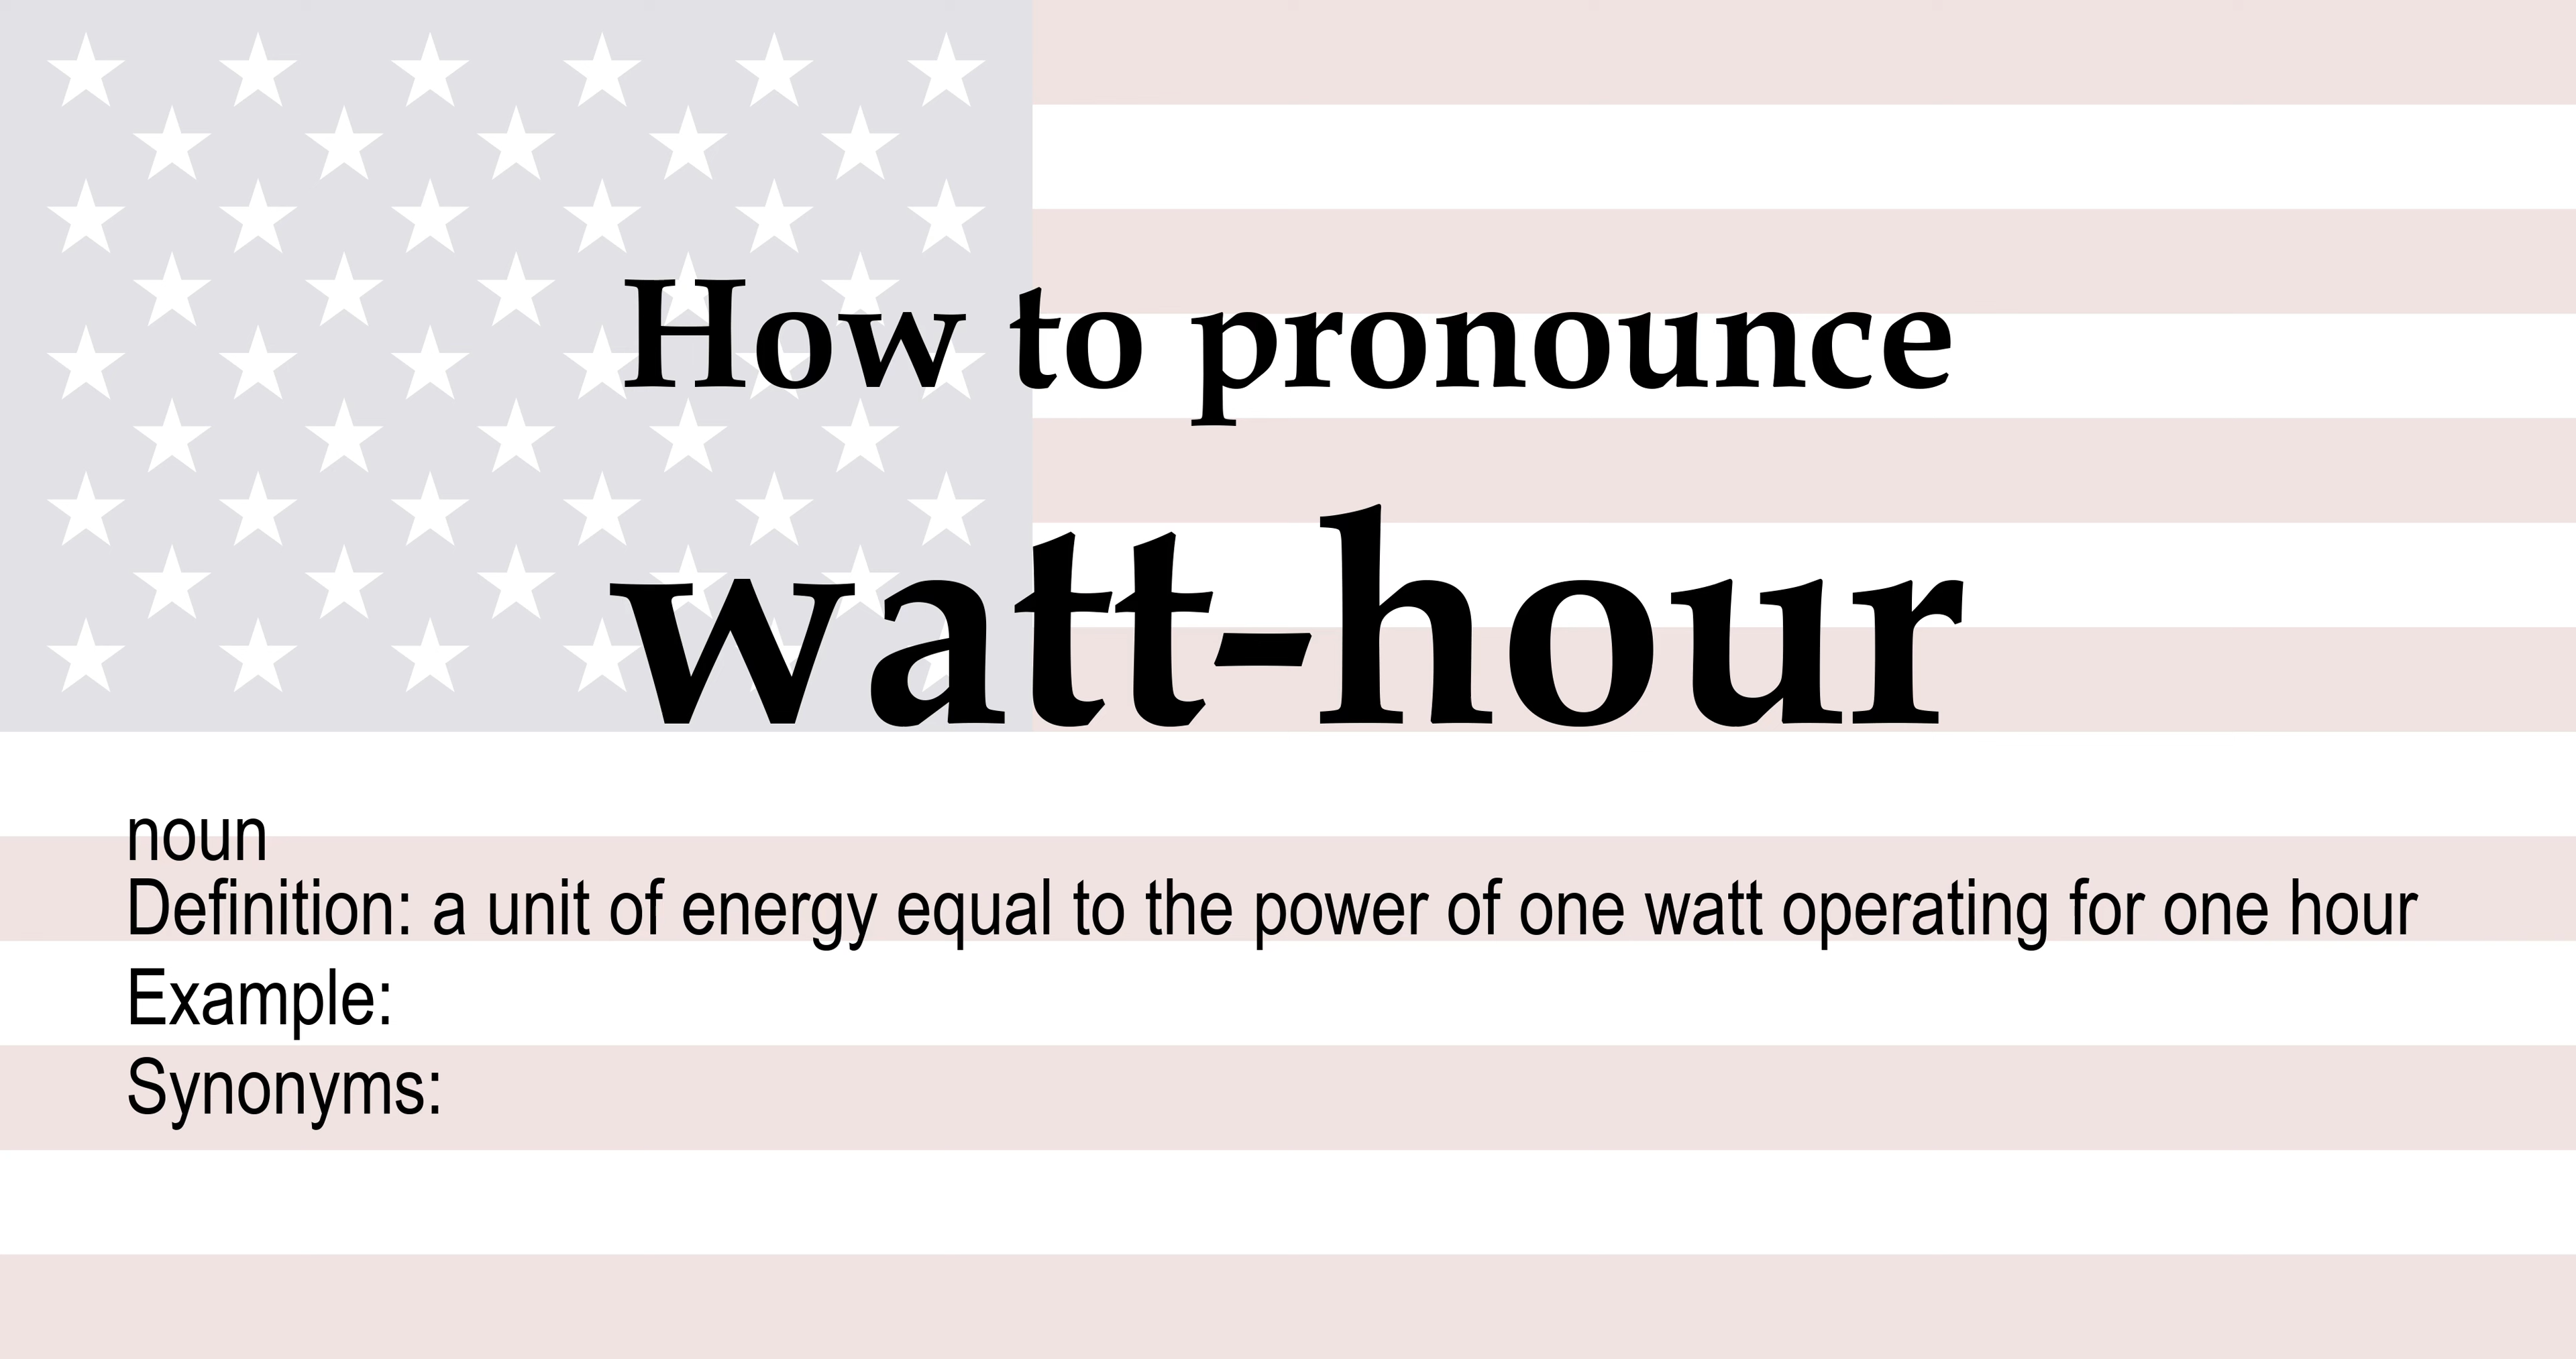 How to pronounce
watt-hour
noun
Definition: a unit of energy equal to the power of one watt operating for one hour
Example:
Synonyms: